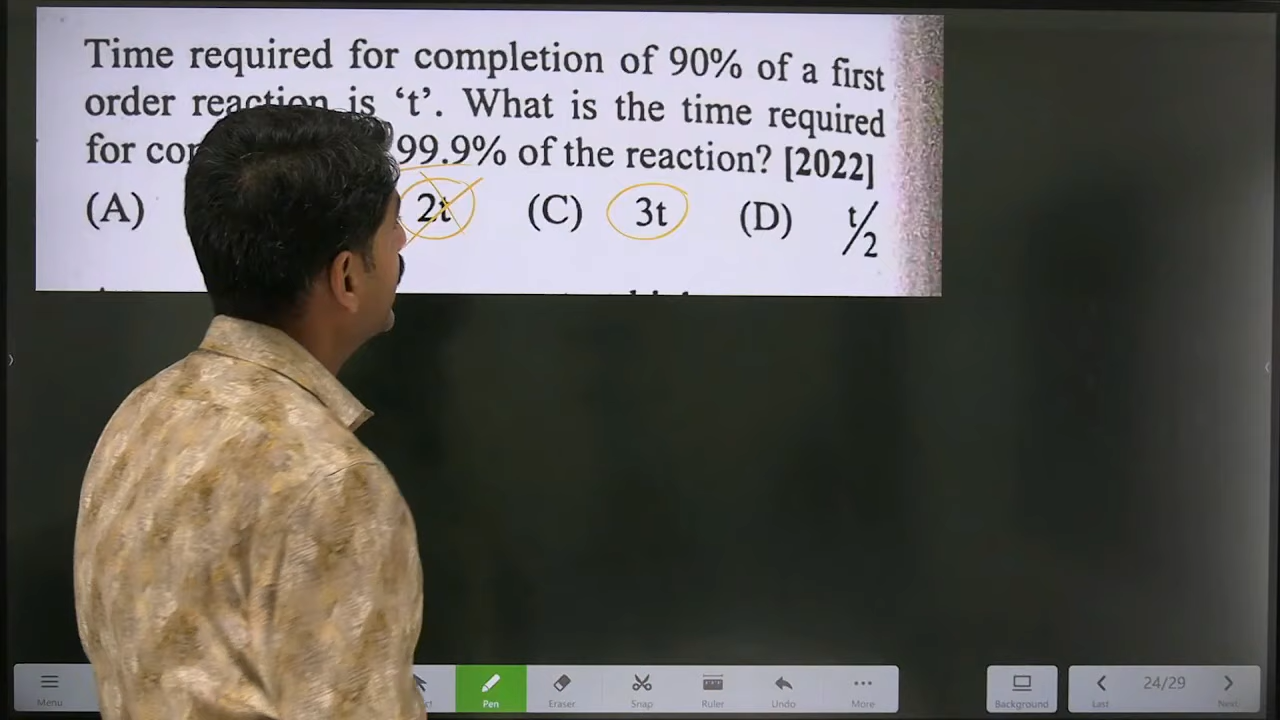 Time required for completion of 90% of a first
order reaction is ‘t’. What is the time required
for 99.9% of the reaction? [2022]
(A) 2t (C) 3t (D) t/2
Menu
Pen
Eraser
Snap
Ruler
Undo
More
Background
Last
24/29
Next